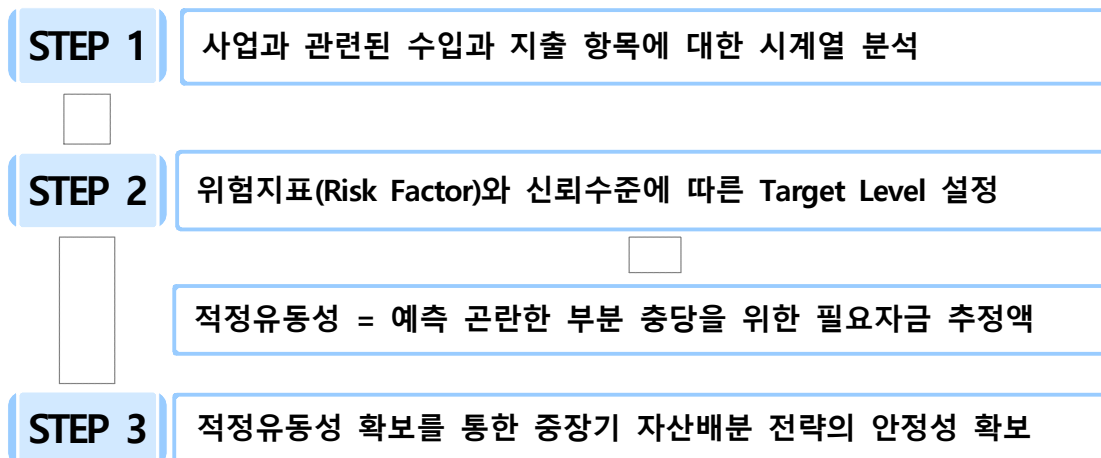 STEP 1
사업과 관련된 수입과 지출 항목에 대한 시계열 분석
STEP 2
위험지표(Risk Factor)와 신뢰수준에 따른 Target Level 설정
적정유동성 = 예측 곤란한 부분 충당을 위한 필요자금 추정액
STEP 3
적정유동성 확보를 통한 중장기 자산배분 전략의 안정성 확보